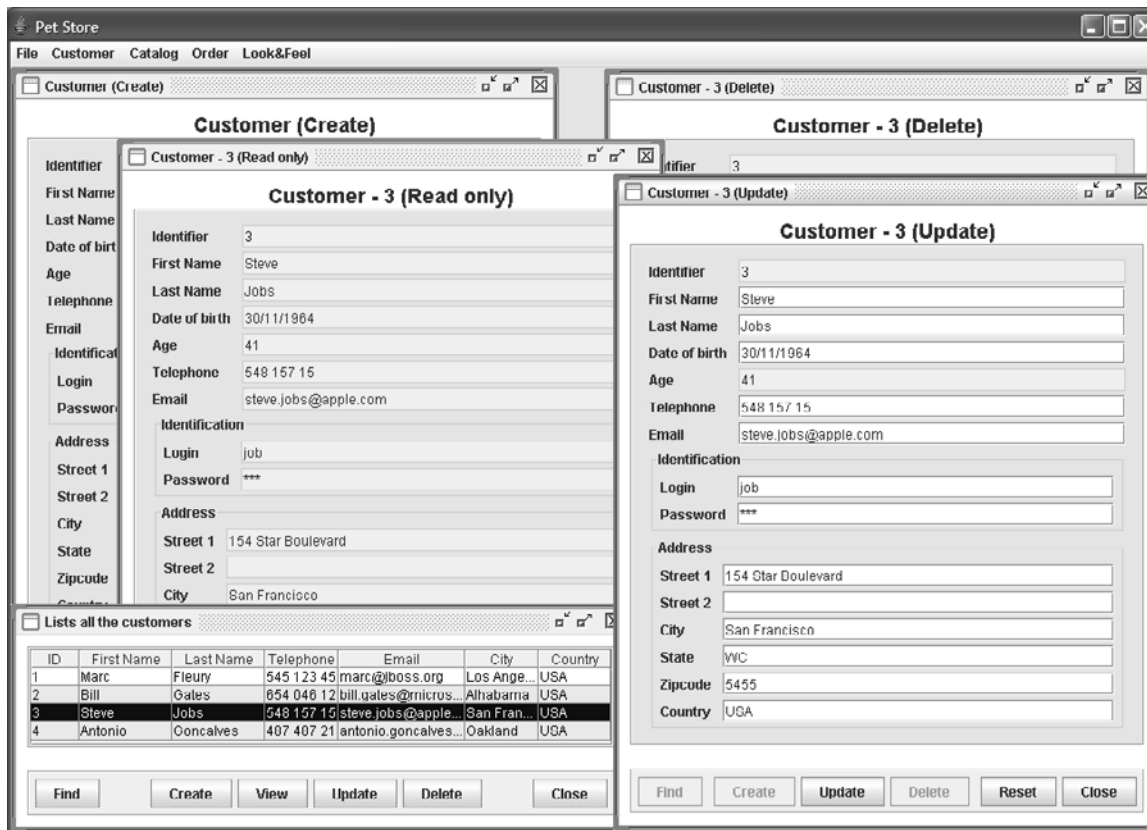 Pet Store
File Customer Catalog Order Look&Feel
Customer (Create)
Customer (Create)
Identifier
First Name
Last Name
Date of birt
Age
Telephone
Email
Identificat
Login
Passwor
Address
Street 1
Street 2
City
State
Zipcode
Customer - 3 (Delete)
Customer - 3 (Delete)
ntifier 3
Customer - 3 (Read only)
Customer - 3 (Read only)
Identifier 3
First Name Steve
Last Name Jobs
Date of birth 30/11/1964
Age 41
Telephone 548 157 15
Email steve.jobs@apple.com
Identification
Login job
Password ***
Address
Street 1 154 Star Boulevard
Street 2
City San Francisco
Customer - 3 (Update)
Customer - 3 (Update)
Identifier 3
First Name Steve
Last Name Jobs
Date of birth 30/11/1964
Age 41
Telephone 548 157 15
Email steve.jobs@apple.com
Identification
Login job
Password ***
Address
Street 1 154 Star Boulevard
Street 2
City San Francisco
State WC
Zipcode 5455
Country USA
Find Create Update Delete Reset Close
Lists all the customers
ID First Name Last Name Telephone Email City Country
1 Marc Fleury 545 123 45 marc@jboss.org Los Ange... USA
2 Bill Gates 654 046 12 bill.gates@micros... Alhabama USA
3 Steve Jobs 548 157 15 steve.jobs@apple... San Fran... USA
4 Antonio Goncalves 407 407 21 antonio.goncalves... Oakland USA
Find Create View Update Delete Close